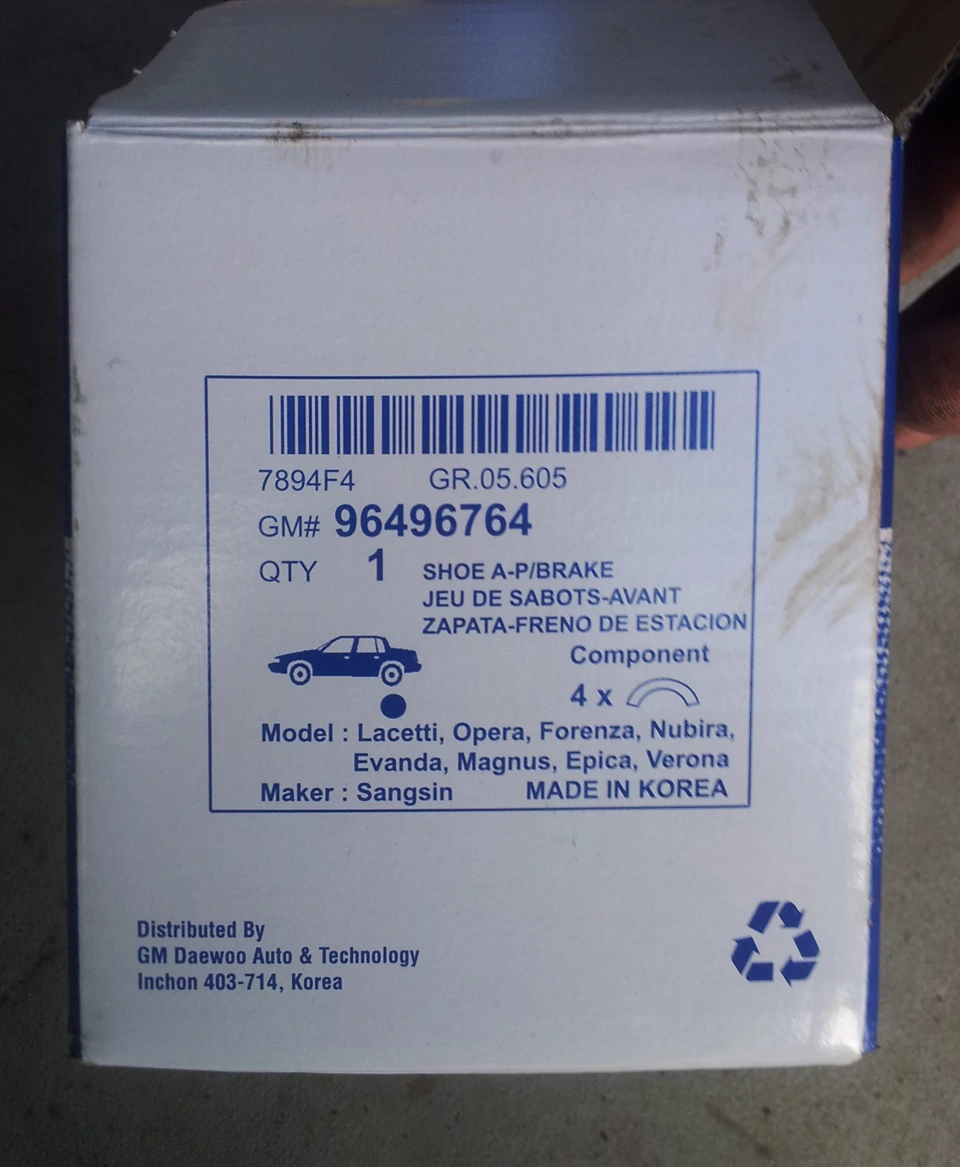 7894F4 GR.05.605
GM# 96496764
QTY 1 SHOE A-P/BRAKE
JEU DE SABOTS-AVANT
ZAPATA-FRENO DE ESTACION
Component
4 x
Model : Lacetti, Opera, Forenza, Nubira,
Evanda, Magnus, Epica, Verona
Maker : Sangsin MADE IN KOREA
Distributed By
GM Daewoo Auto & Technology
Inchon 403-714, Korea